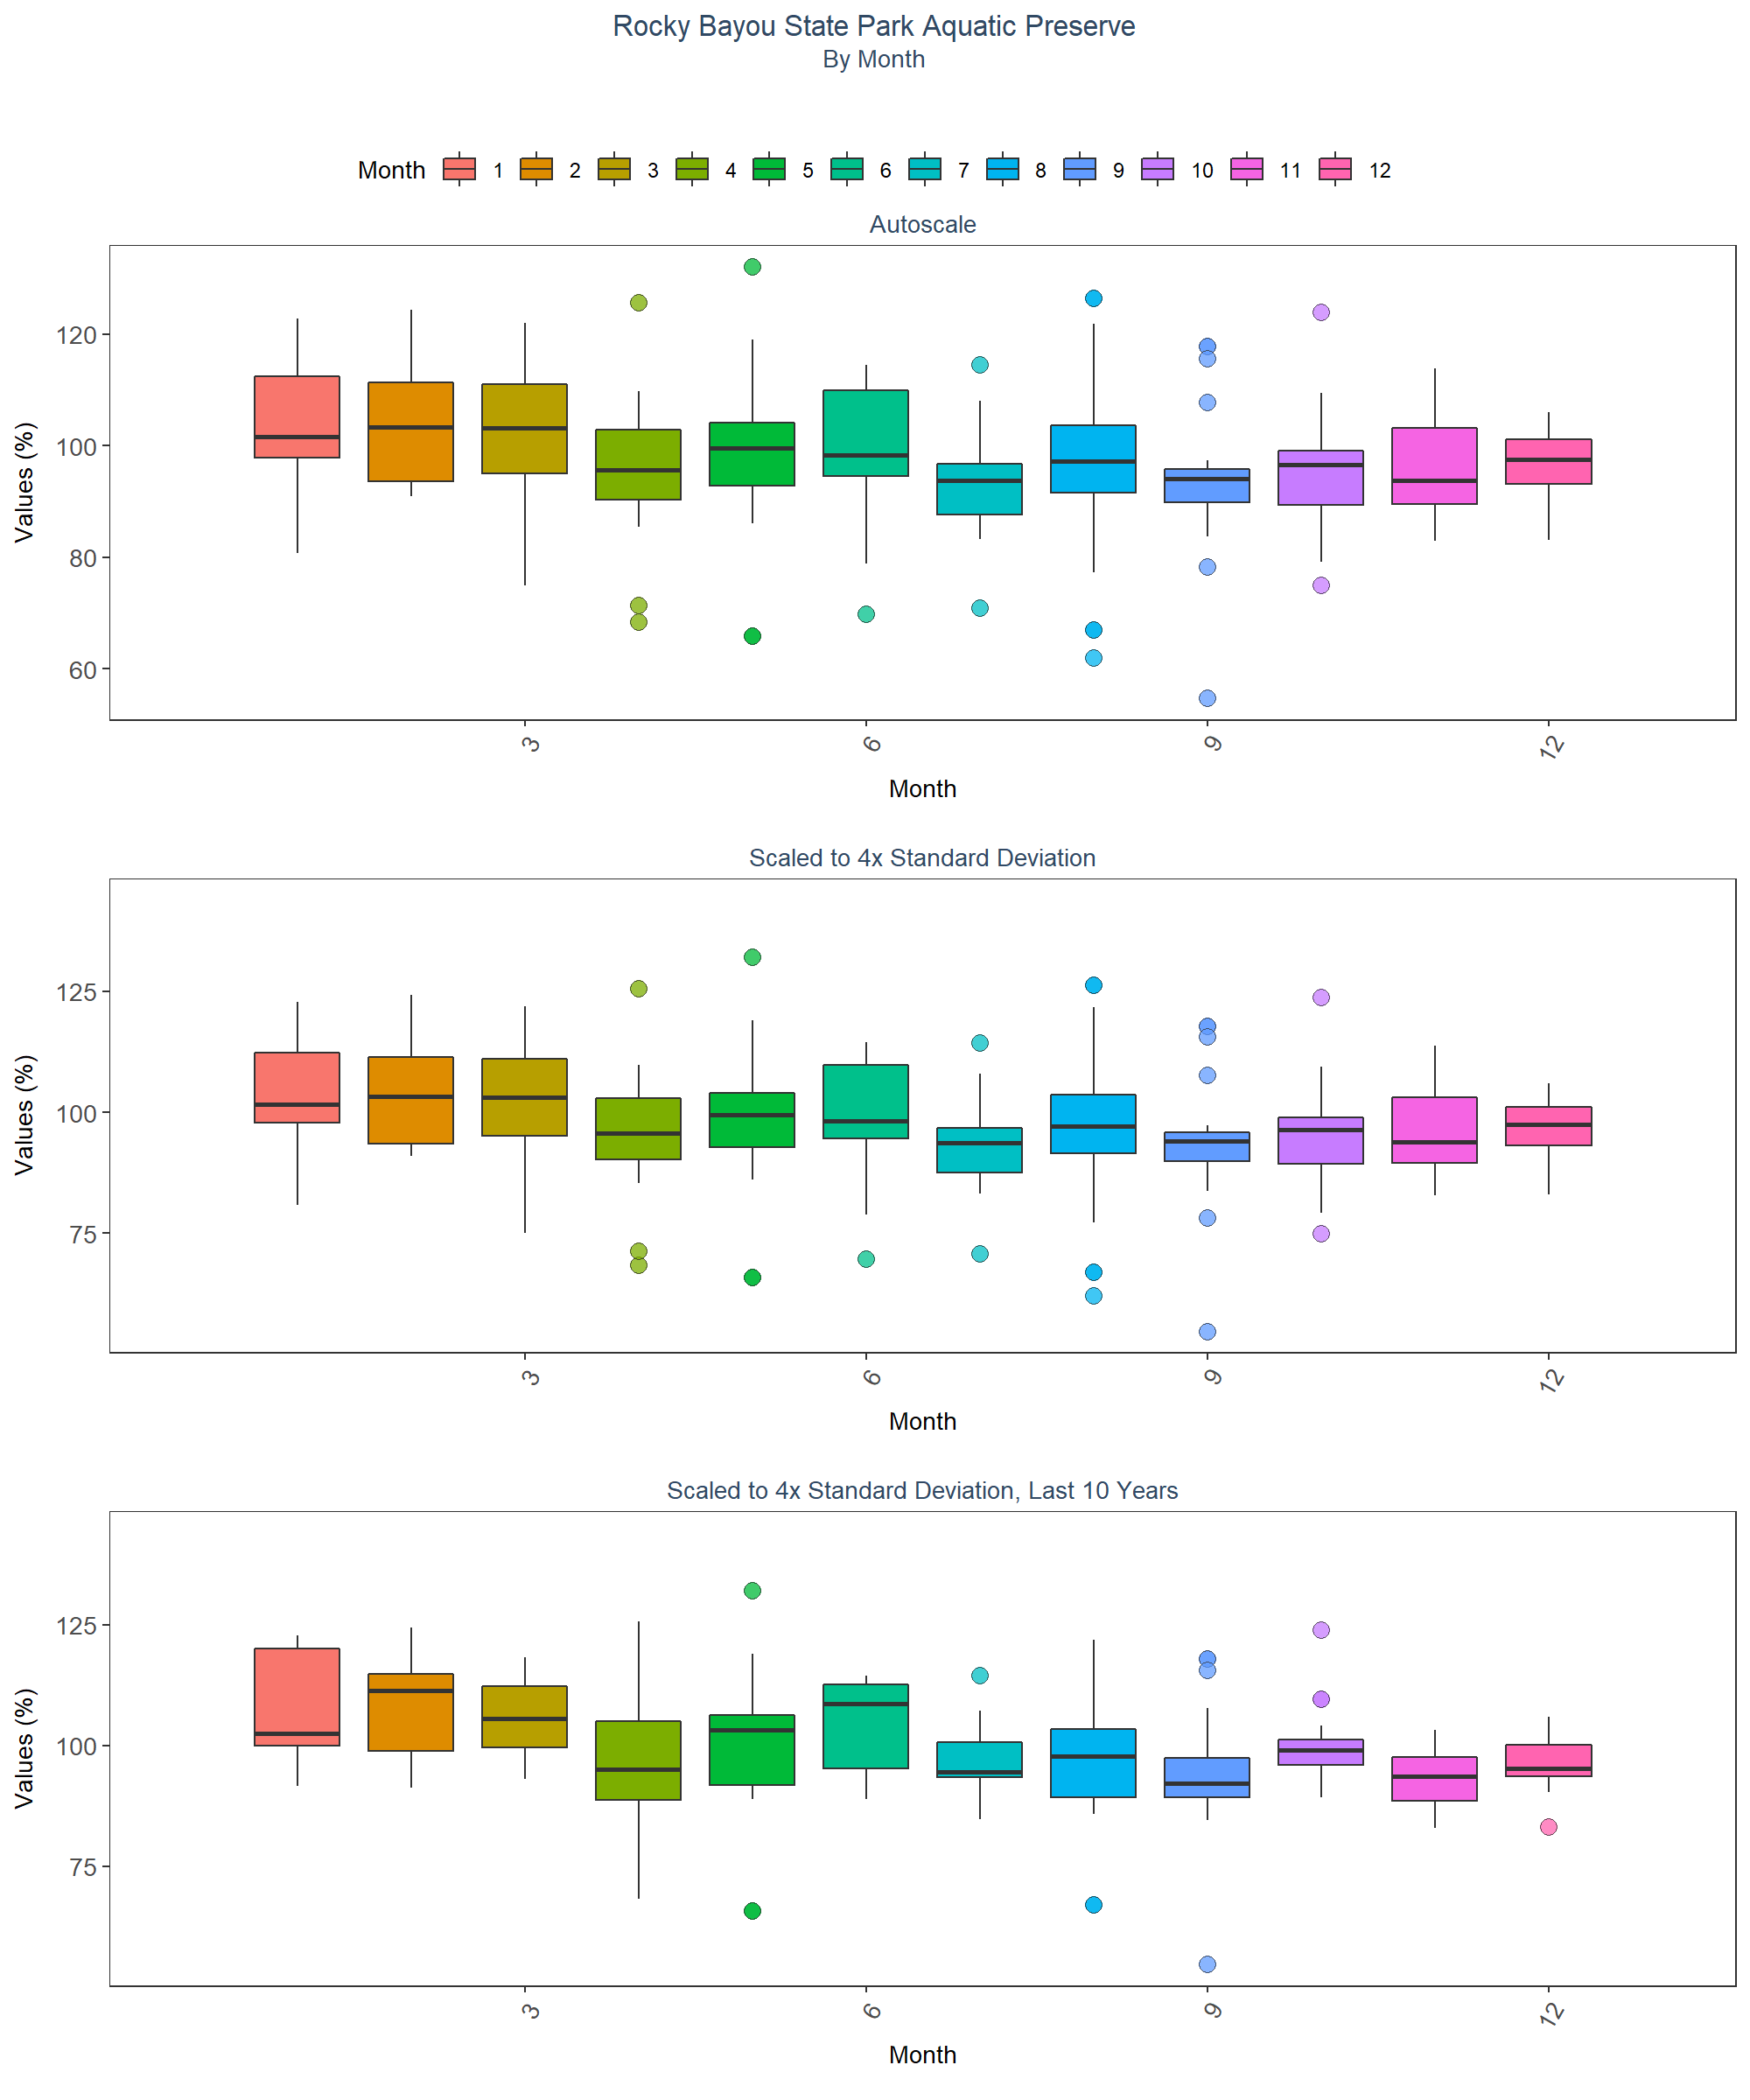 Rocky Bayou State Park Aquatic Preserve
By Month
Month 1 2 3 4 5 6 7 8 9 10 11 12
Autoscale
Values (%)
120
100
80
60
3 6 9 12
Month
Scaled to 4x Standard Deviation
Values (%)
125
100
75
3 6 9 12
Month
Scaled to 4x Standard Deviation, Last 10 Years
Values (%)
125
100
75
3 6 9 12
Month